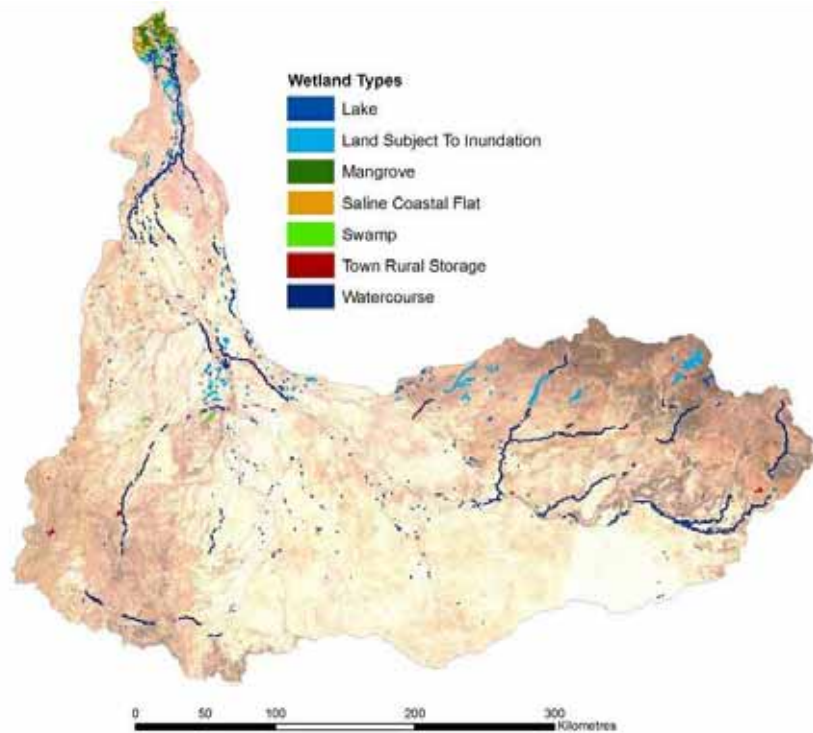 Wetland Types
Lake
Land Subject To Inundation
Mangrove
Saline Coastal Flat
Swamp
Town Rural Storage
Watercourse
0 50 100 200 300
Kilometres